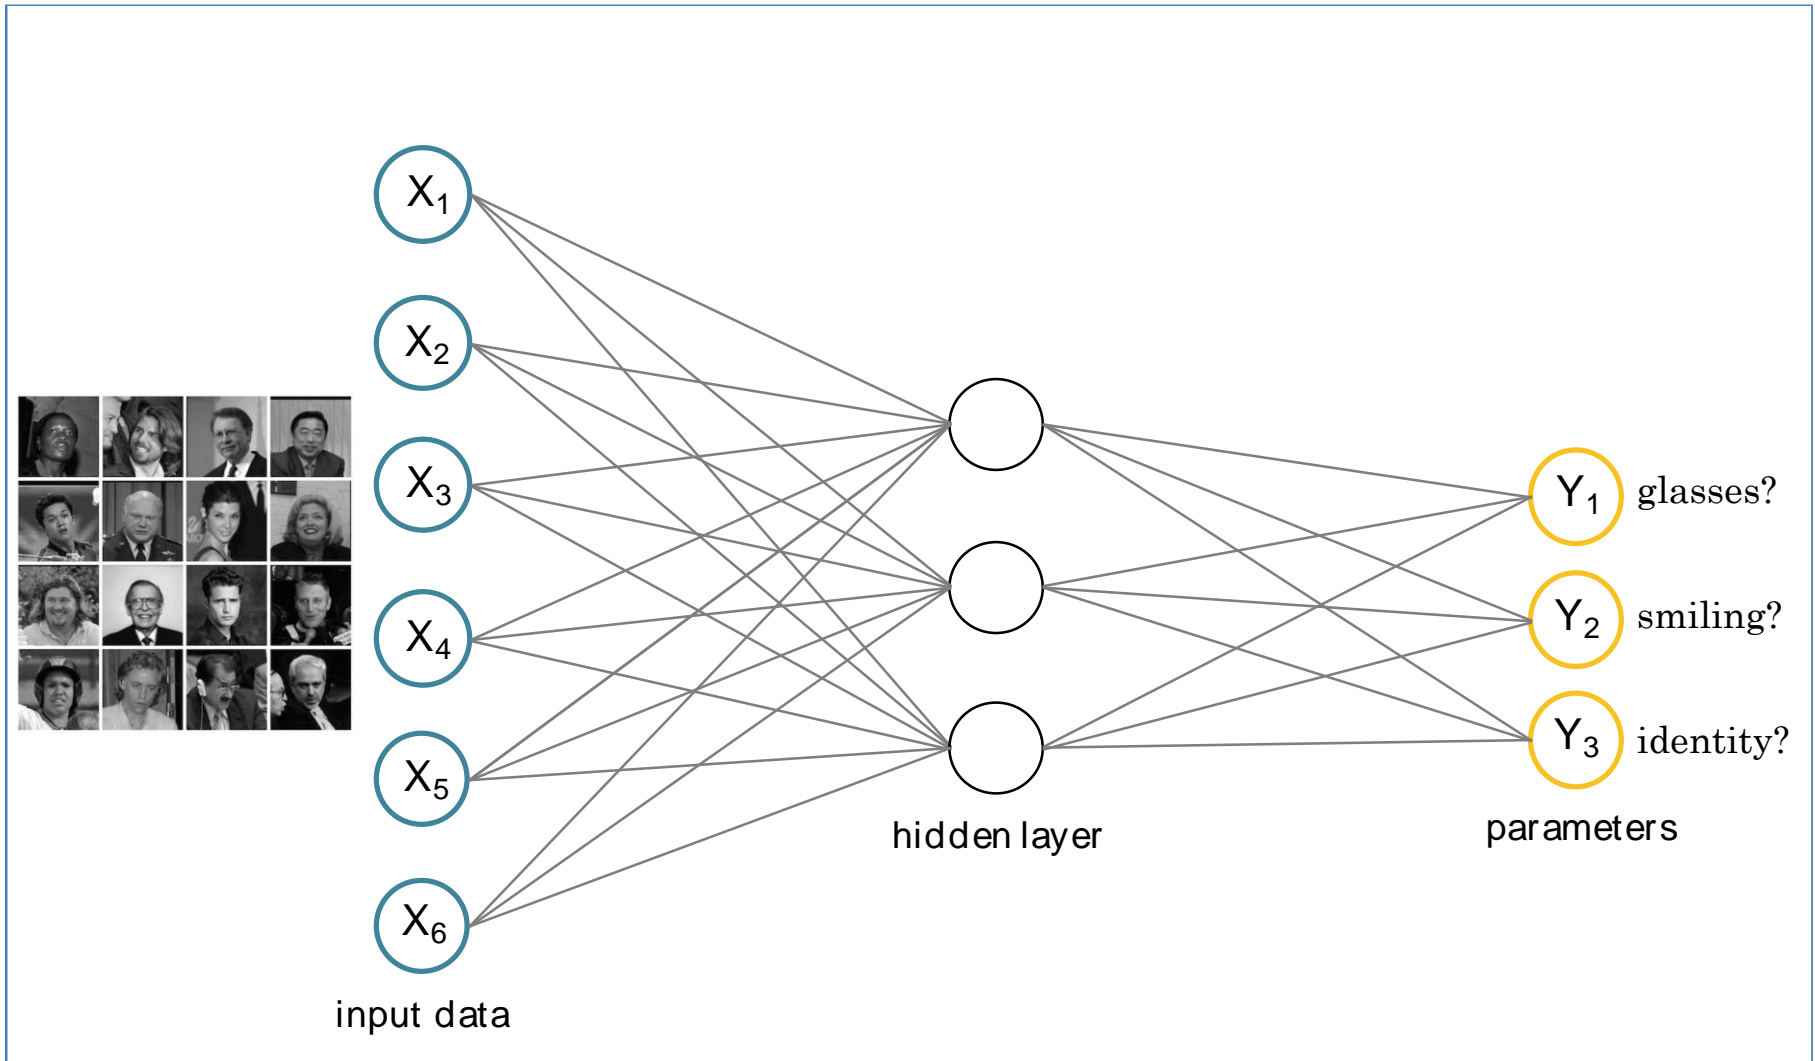 X1
X2
X3
X4
X5
X6
input data
hidden layer
Y1 glasses?
Y2 smiling?
Y3 identity?
parameters